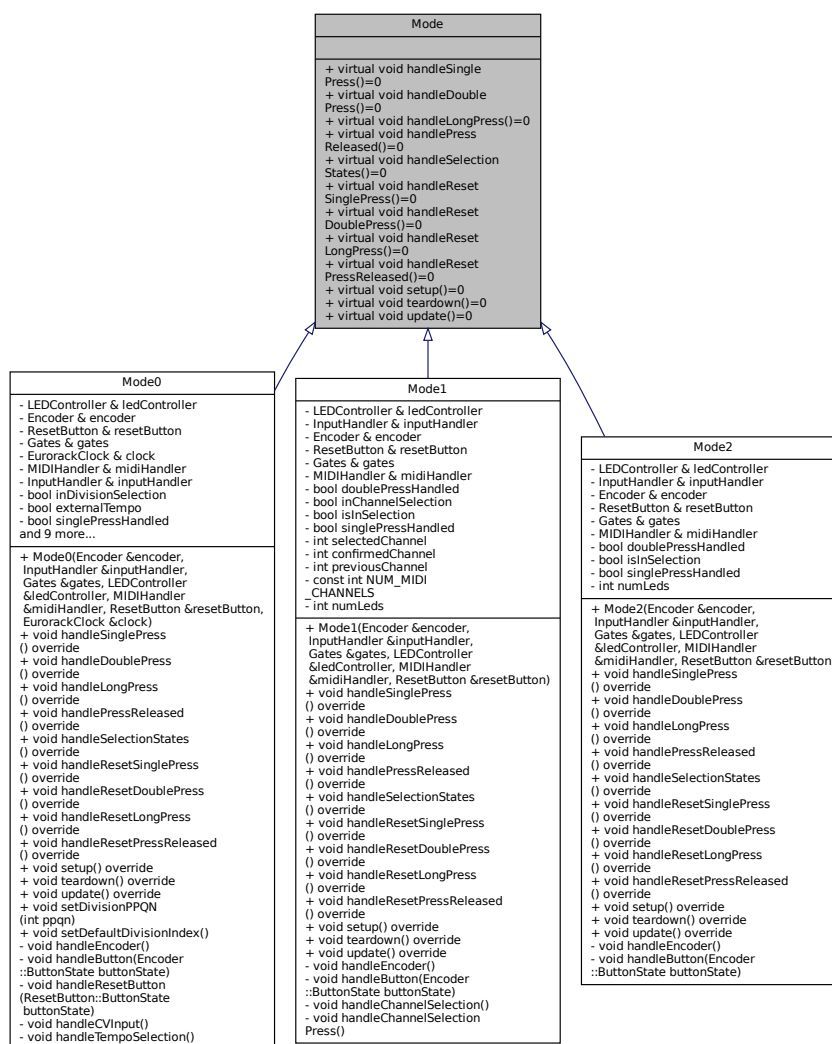 Mode
+ virtual void handleSingle
Press()=0
+ virtual void handleDouble
Press()=0
+ virtual void handleLongPress()=0
+ virtual void handlePress
Released()=0
+ virtual void handleSelection
States()=0
+ virtual void handleReset
SinglePress()=0
+ virtual void handleReset
DoublePress()=0
+ virtual void handleReset
LongPress()=0
+ virtual void handleReset
PressReleased()=0
+ virtual void setup()=0
+ virtual void teardown()=0
+ virtual void update()=0
Mode0
- LEDController & ledController
- Encoder & encoder
- ResetButton & resetButton
- Gates & gates
- EurorackClock & clock
- MIDIHandler & midiHandler
- InputHandler & inputHandler
- bool inDivisionSelection
- bool externalTempo
- bool singlePressHandled
and 9 more...
+ Mode0(Encoder &encoder,
InputHandler &inputHandler,
Gates &gates, LEDController
&ledController, MIDIHandler
&midiHandler, ResetButton &resetButton,
EurorackClock &clock)
+ void handleSinglePress
() override
+ void handleDoublePress
() override
+ void handleLongPress
() override
+ void handlePressReleased
() override
+ void handleSelectionStates
() override
+ void handleResetSinglePress
() override
+ void handleResetDoublePress
() override
+ void handleResetLongPress
() override
+ void handleResetPressReleased
() override
+ void setup() override
+ void teardown() override
+ void update() override
+ void setDivisionPPQN
(int ppqn)
+ void setDefaultDivisionIndex()
- void handleEncoder()
- void handleButton(Encoder
::ButtonState buttonState)
- void handleResetButton
(ResetButton::ButtonState
buttonState)
- void handleCVInput()
- void handleTempoSelection()
Mode1
- LEDController & ledController
- InputHandler & inputHandler
- Encoder & encoder
- ResetButton & resetButton
- Gates & gates
- MIDIHandler & midiHandler
- bool doublePressHandled
- bool inChannelSelection
- bool isInSelection
- bool singlePressHandled
- int selectedChannel
- int confirmedChannel
- int previousChannel
- const int NUM_MIDI
_CHANNELS
- int numLeds
+ Mode1(Encoder &encoder,
InputHandler &inputHandler,
Gates &gates, LEDController
&ledController, MIDIHandler
&midiHandler, ResetButton &resetButton)
+ void handleSinglePress
() override
+ void handleDoublePress
() override
+ void handleLongPress
() override
+ void handlePressReleased
() override
+ void handleSelectionStates
() override
+ void handleResetSinglePress
() override
+ void handleResetDoublePress
() override
+ void handleResetLongPress
() override
+ void handleResetPressReleased
() override
+ void setup() override
+ void teardown() override
+ void update() override
- void handleEncoder()
- void handleButton(Encoder
::ButtonState buttonState)
- void handleChannelSelection()
- void handleChannelSelection
Press()
Mode2
- LEDController & ledController
- InputHandler & inputHandler
- Encoder & encoder
- ResetButton & resetButton
- Gates & gates
- MIDIHandler & midiHandler
- bool doublePressHandled
- bool isInSelection
- bool singlePressHandled
- int numLeds
+ Mode2(Encoder &encoder,
InputHandler &inputHandler,
Gates &gates, LEDController
&ledController, MIDIHandler
&midiHandler, ResetButton &resetButton)
+ void handleSinglePress
() override
+ void handleDoublePress
() override
+ void handleLongPress
() override
+ void handlePressReleased
() override
+ void handleSelectionStates
() override
+ void handleResetSinglePress
() override
+ void handleResetDoublePress
() override
+ void handleResetLongPress
() override
+ void handleResetPressReleased
() override
+ void setup() override
+ void teardown() override
+ void update() override
- void handleEncoder()
- void handleButton(Encoder
::ButtonState buttonState)